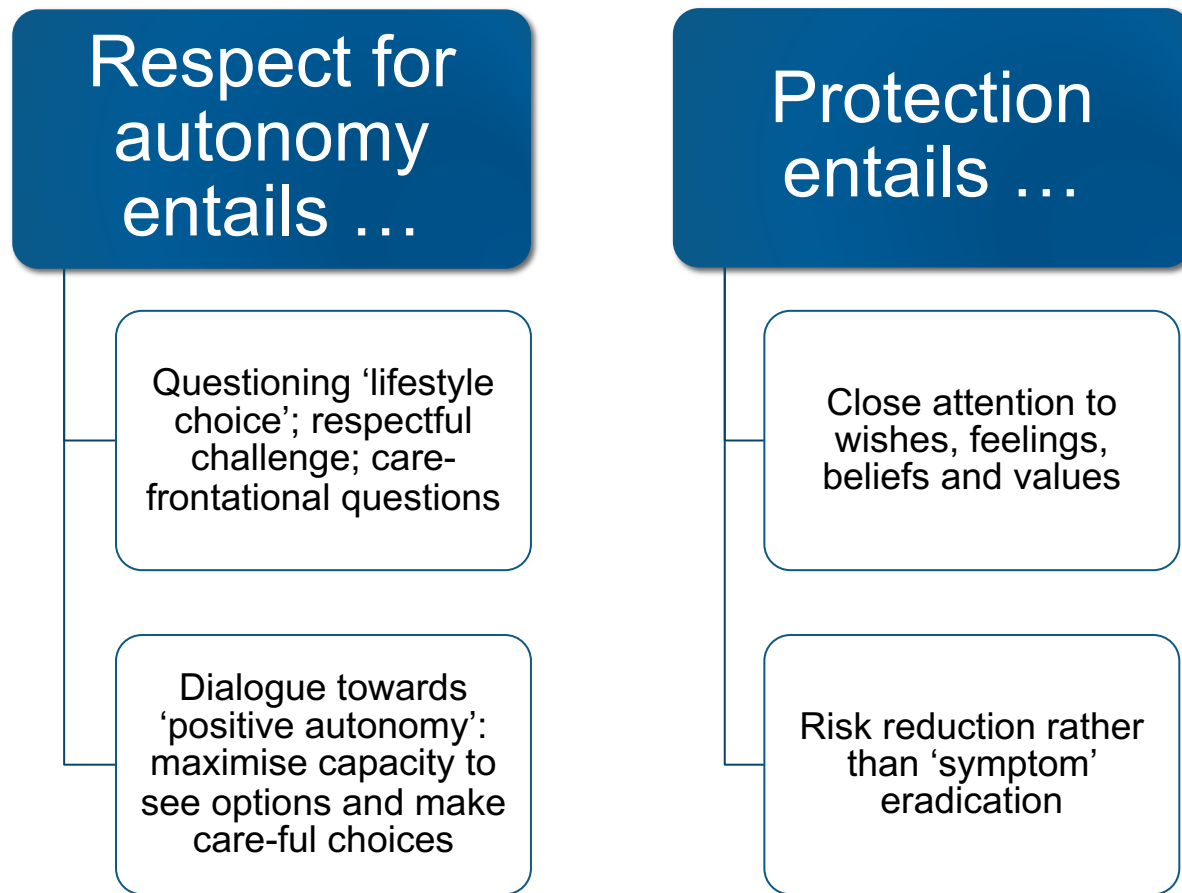 Respect for
autonomy
entails …
Questioning ‘lifestyle
choice’; respectful
challenge; care-
frontational questions
Dialogue towards
‘positive autonomy’:
maximise capacity to
see options and make
care-ful choices
Protection
entails …
Close attention to
wishes, feelings,
beliefs and values
Risk reduction rather
than ‘symptom’
eradication